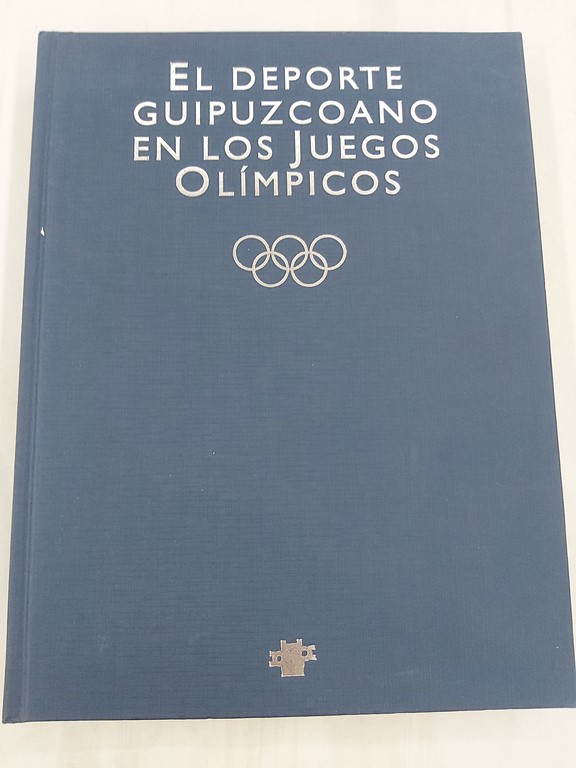 EL DEPORTE
GUIPUZCOANO
EN LOS JUEGOS
OLÍMPICOS